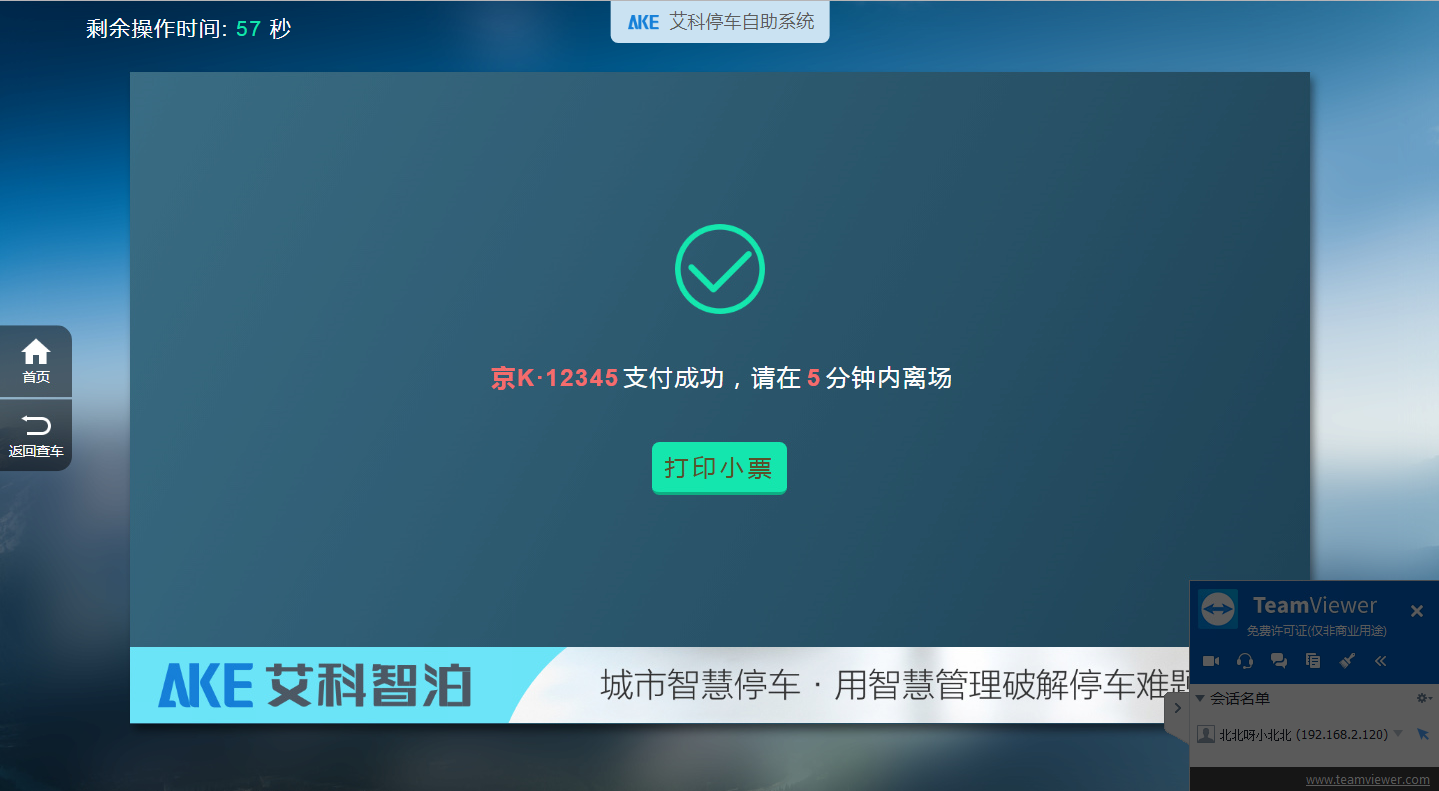 剩余操作时间: 57 秒
AKE 艾科停车自助系统
首页
返回查车
京K·12345 支付成功，请在 5 分钟内离场
打印小票
AKE 艾科智泊
城市智慧停车 · 用智慧管理破解停车难题
TeamViewer
免费许可证(仅非商业用途)
会话名单
北北呀小北北 (192.168.2.120)
www.teamviewer.com